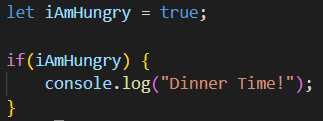 let iAmHungry = true;
if(iAmHungry) {
    console.log("Dinner Time!");
}